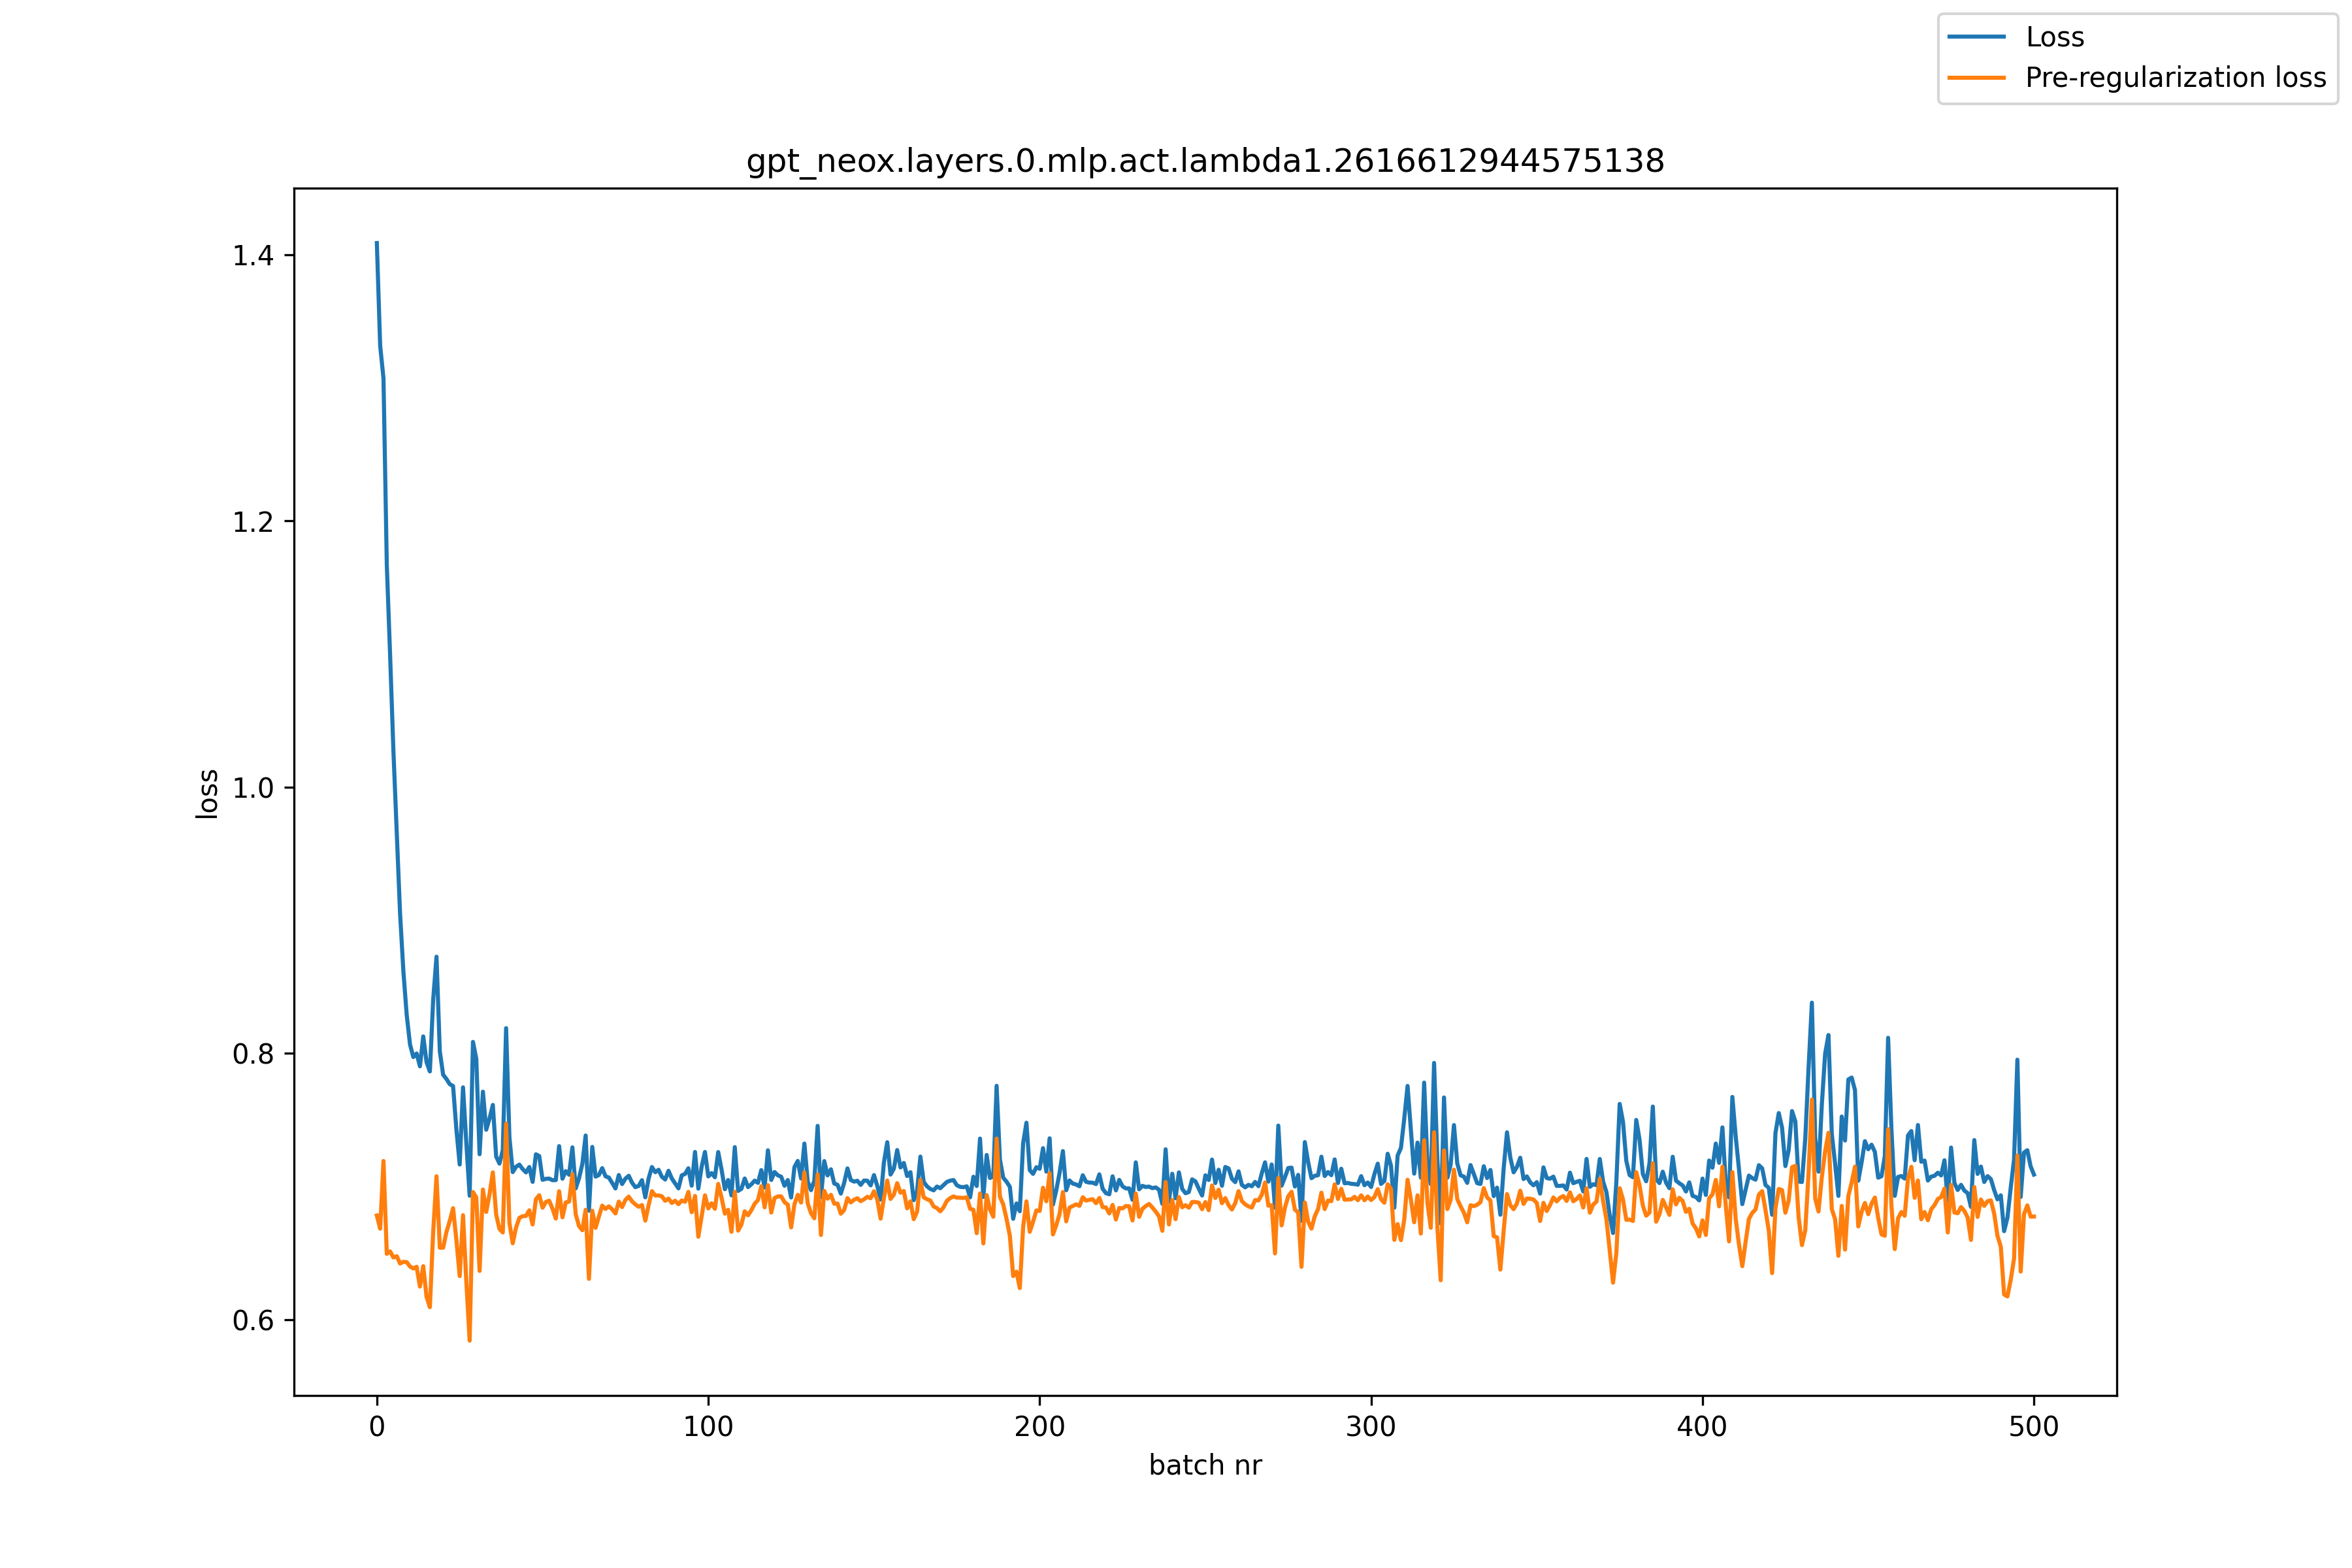 Loss
Pre-regularization loss
gpt_neox.layers.0.mlp.act.lambda1.2616612944575138
1.4
1.2
1.0
0.8
0.6
loss
0 100 200 300 400 500
batch nr